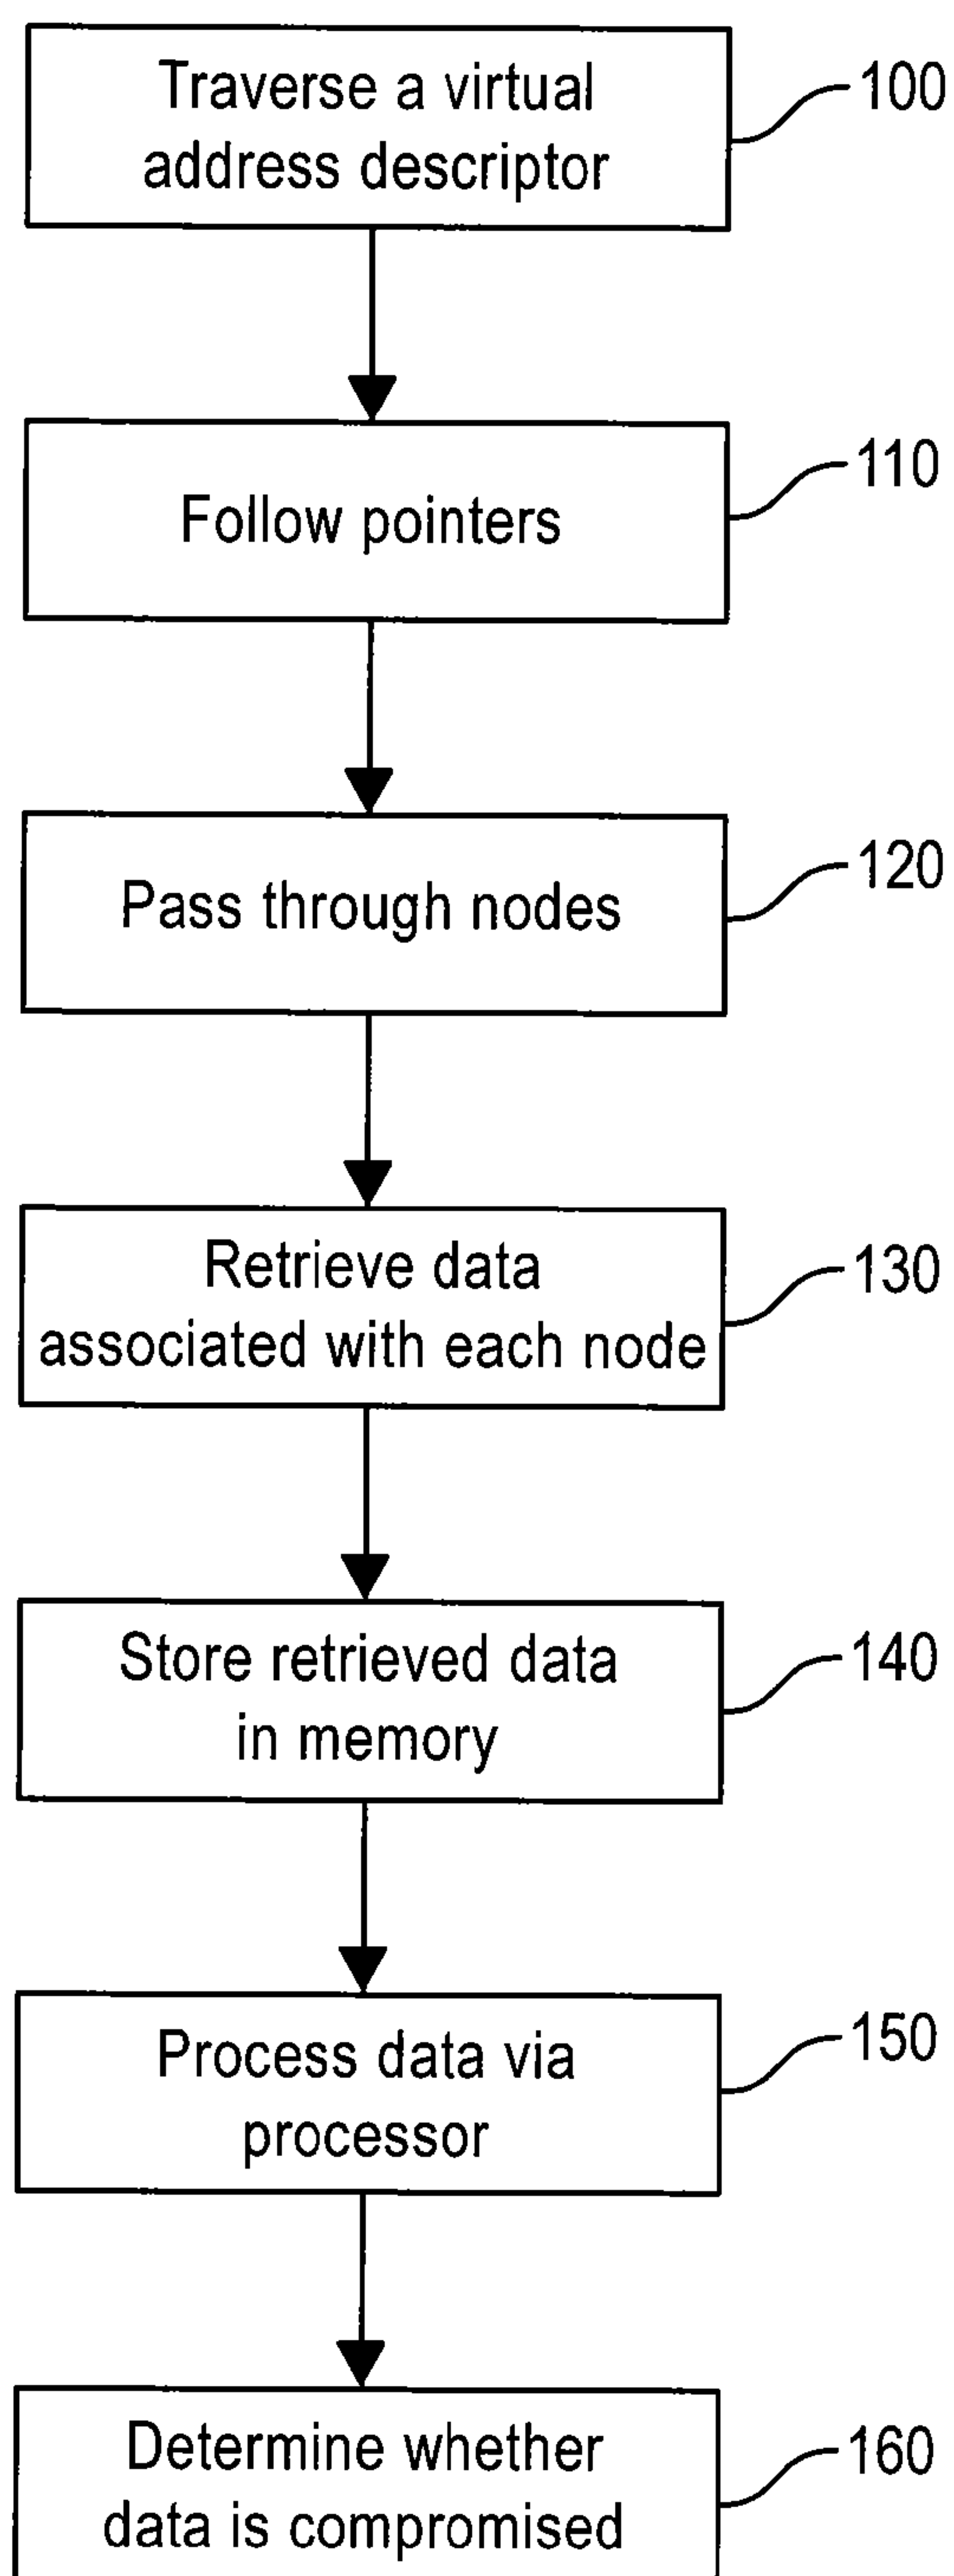 Traverse a virtual
address descriptor
100
Follow pointers
110
Pass through nodes
120
Retrieve data
associated with each node
130
Store retrieved data
in memory
140
Process data via
processor
150
Determine whether
data is compromised
160